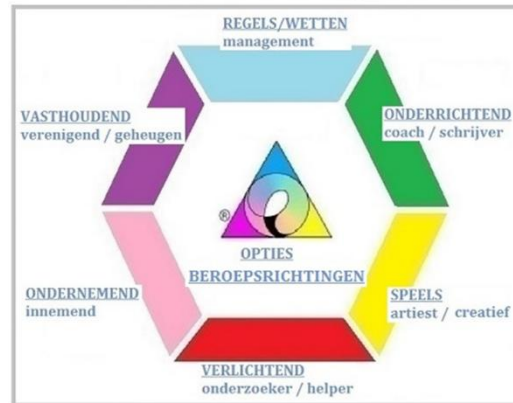 REGELS/WETTEN
management
VASTHOUDEND
verenigend / geheugen
ONDERRICHTEND
coach / schrijver
®
OPTIES
BEROEPSRICHTINGEN
ONDERNEMEND
innemend
SPEELS
artiest / creatief
VERLICHTEND
onderzoeker / helper